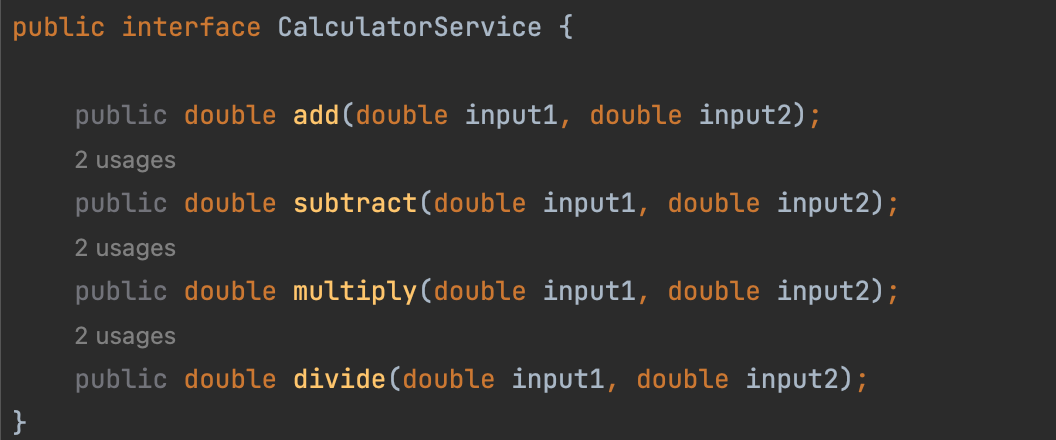 public interface CalculatorService {
public double add(double input1, double input2);
2 usages
public double subtract(double input1, double input2);
2 usages
public double multiply(double input1, double input2);
2 usages
public double divide(double input1, double input2);
}